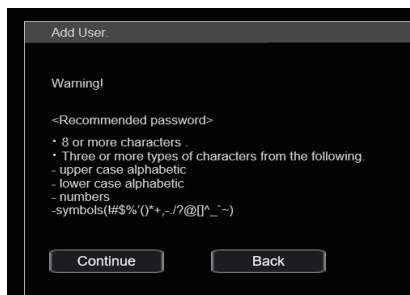 Add User.
Warning!
<Recommended password>
・8 or more characters .
・Three or more types of characters from the following.
- upper case alphabetic
- lower case alphabetic
- numbers
-symbols(!#$%'()*+,-./?@[]^_`~)
Continue
Back